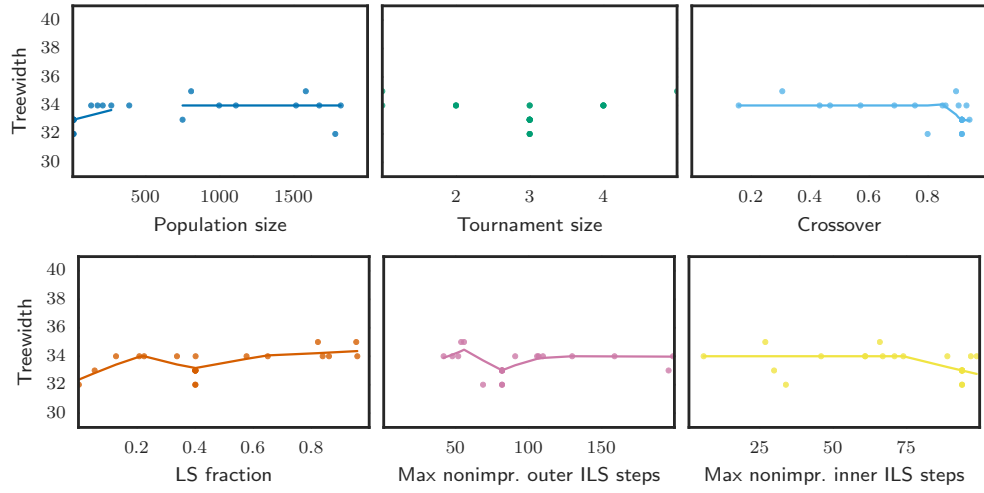 Treewidth
40
38
36
34
32
30
500 1000 1500
2 3 4
0.2 0.4 0.6 0.8
Population size
Tournament size
Crossover
Treewidth
40
38
36
34
32
30
0.2 0.4 0.6 0.8
50 100 150
25 50 75
LS fraction
Max nonimpr. outer ILS steps
Max nonimpr. inner ILS steps